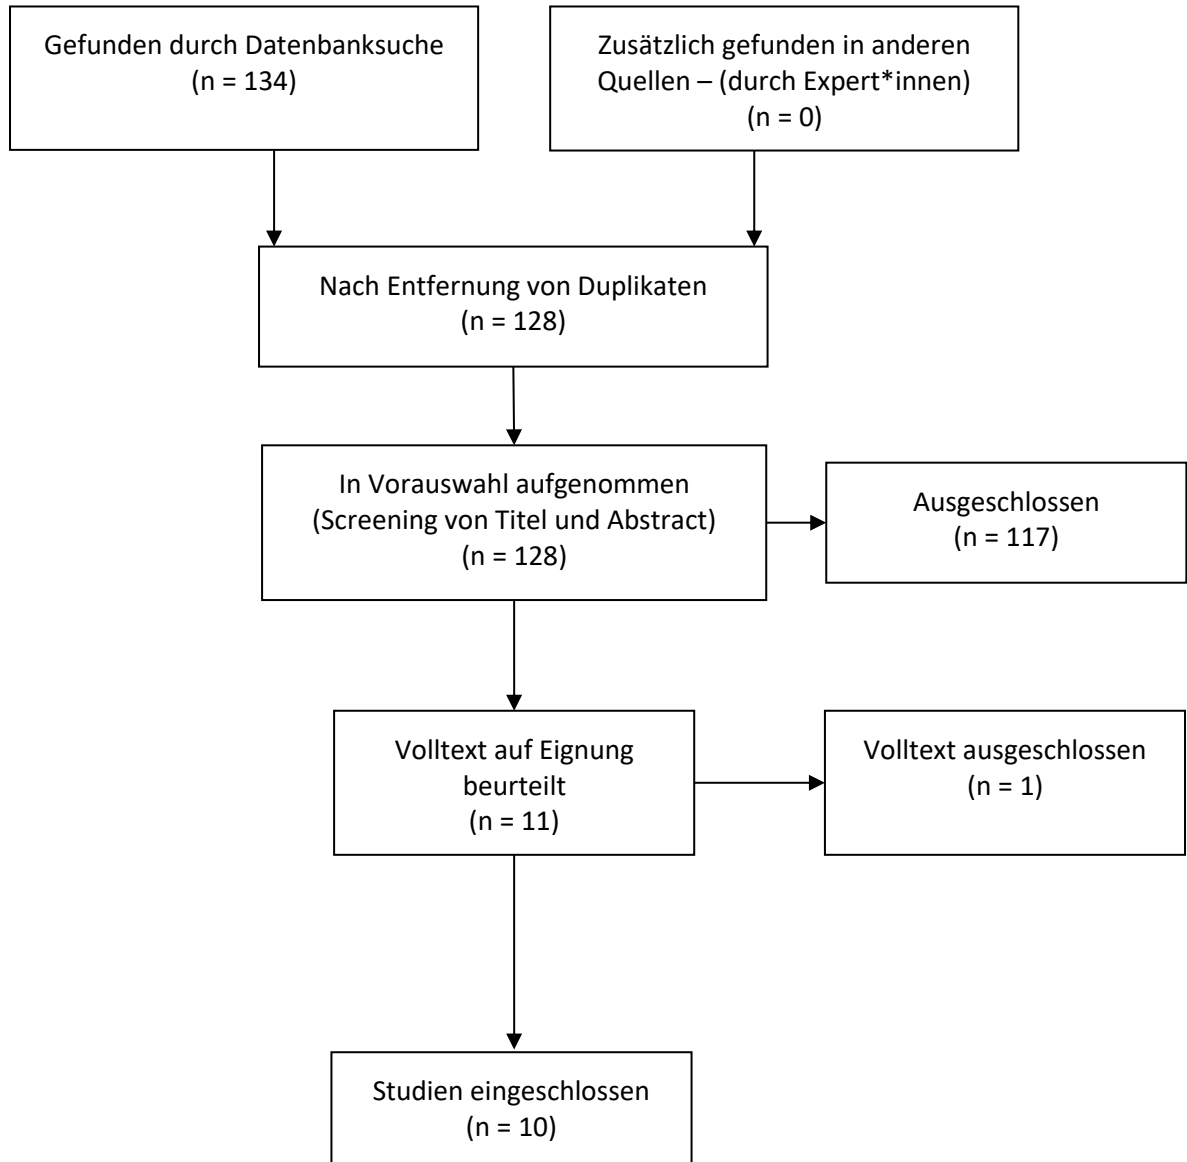 Gefunden durch Datenbanksuche
(n = 134)
Zusätzlich gefunden in anderen
Quellen – (durch Expert*innen)
(n = 0)
Nach Entfernung von Duplikaten
(n = 128)
In Vorauswahl aufgenommen
(Screening von Titel und Abstract)
(n = 128)
Ausgeschlossen
(n = 117)
Volltext auf Eignung
beurteilt
(n = 11)
Volltext ausgeschlossen
(n = 1)
Studien eingeschlossen
(n = 10)